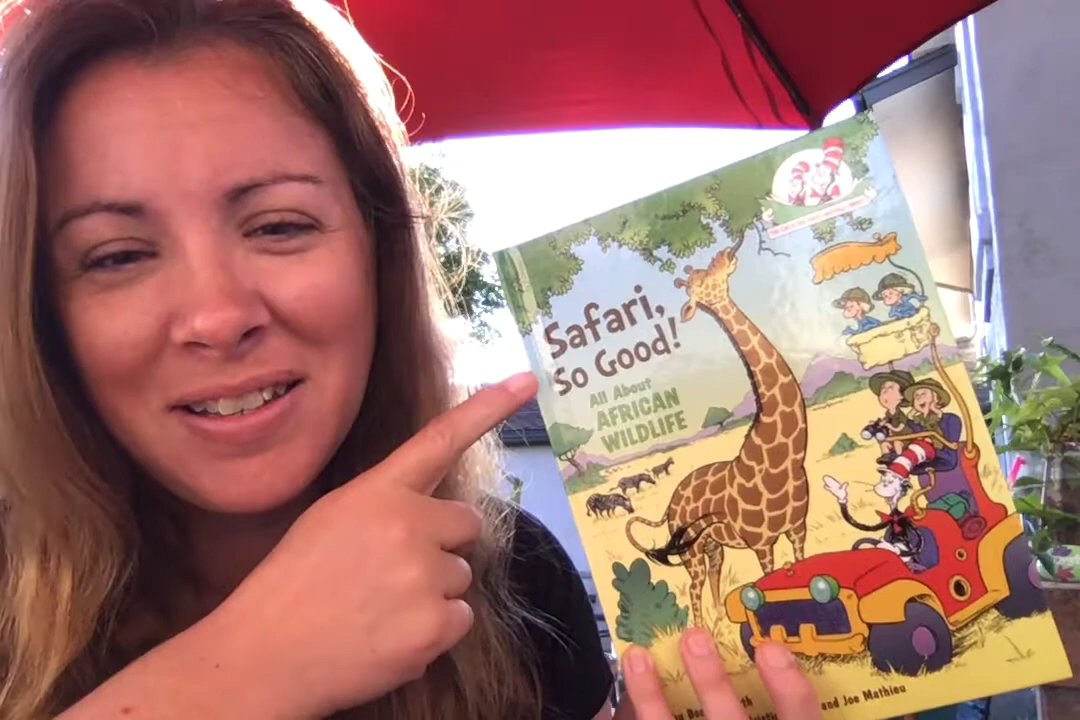 Safari,
So Good!
All About
AFRICAN
WILDLIFE
and Joe Mathieu